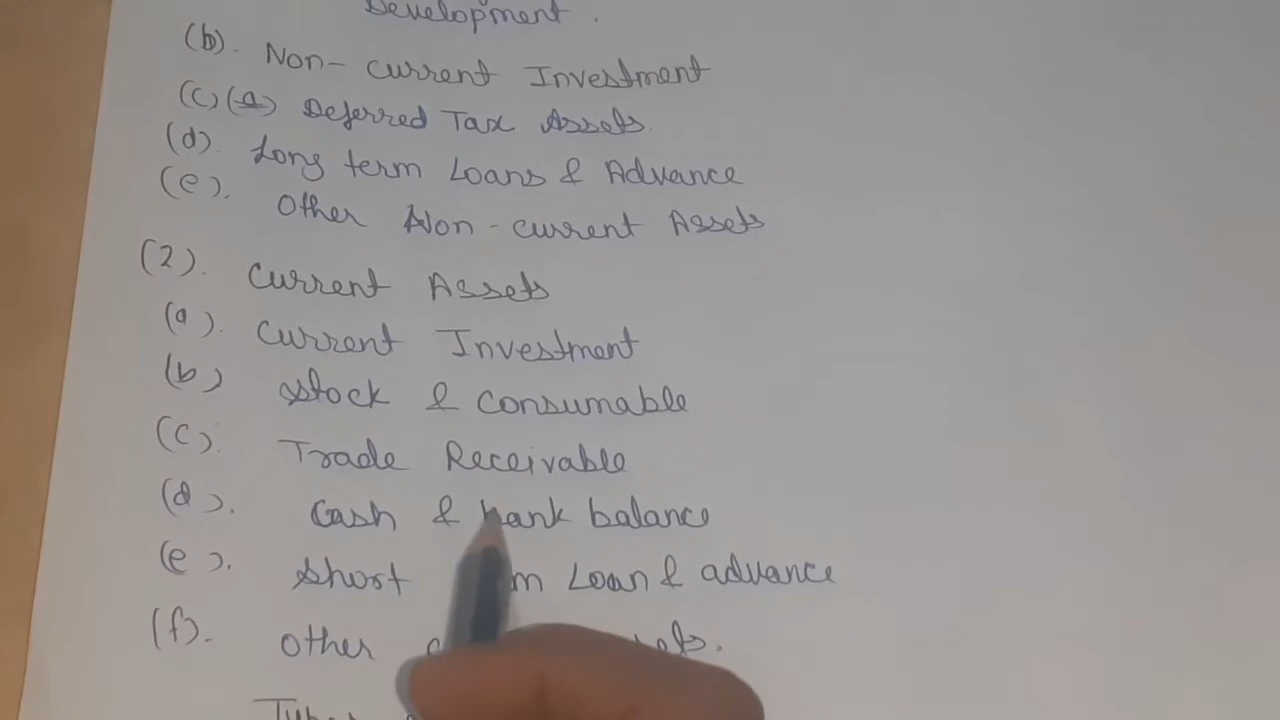 Development.
(b). Non-current Investment
(c) (a) Deferred Tax Assets.
(d). Long term Loans & Advance
(e). Other Non-current Assets
(2). Current Assets
(a). Current Investment
(b) Stock & consumable
(c). Trade Receivable
(d). Cash & bank balance
(e). Short Loan & advance
(f). Other